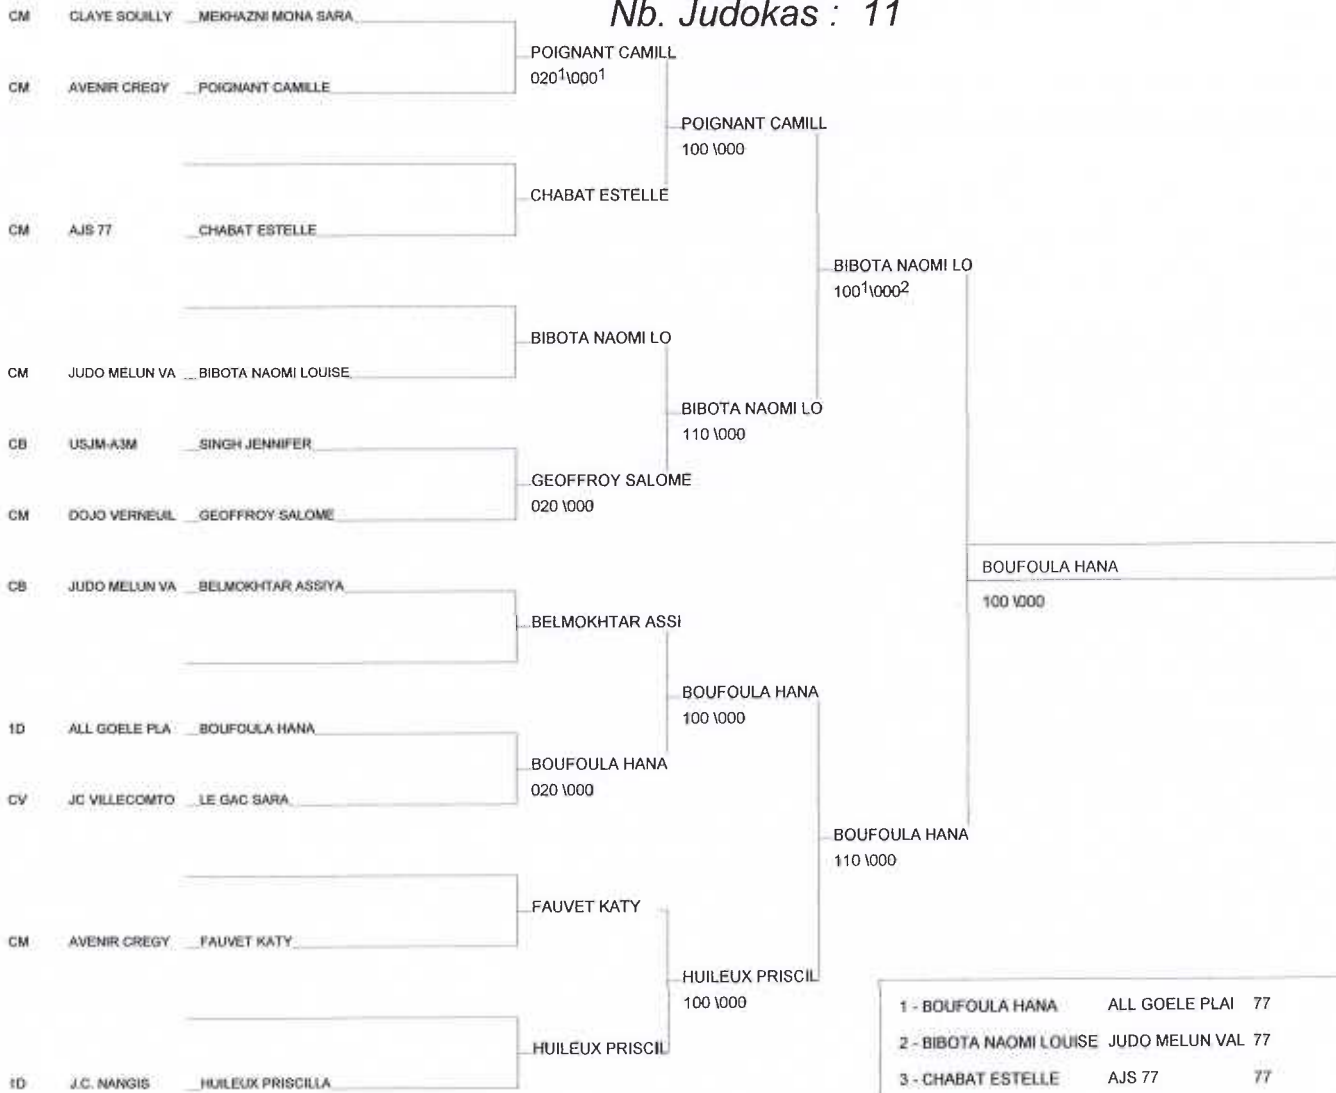 Nb. Judokas : 11
CM CLAYE SOUILLY MEKHAZNI MONA SARA
POIGNANT CAMILL
020¹\000¹
CM AVENIR CREGY POIGNANT CAMILLE
POIGNANT CAMILL
100 \000
CHABAT ESTELLE
CM AJS 77 CHABAT ESTELLE
BIBOTA NAOMI LO
100¹\000²
BIBOTA NAOMI LO
CM JUDO MELUN VA BIBOTA NAOMI LOUISE
BIBOTA NAOMI LO
110 \000
CB USJM-A3M SINGH JENNIFER
GEOFFROY SALOME
020 \000
CM DOJO VERNEUIL GEOFFROY SALOME
BOUFOULA HANA
100 \000
CB JUDO MELUN VA BELMOKHTAR ASSIYA
BELMOKHTAR ASSI
BOUFOULA HANA
100 \000
1D ALL GOELE PLA BOUFOULA HANA
BOUFOULA HANA
020 \000
CV JC VILLECOMTO LE GAC SARA
BOUFOULA HANA
110 \000
FAUVET KATY
CM AVENIR CREGY FAUVET KATY
HUILEUX PRISCIL
100 \000
HUILEUX PRISCIL
1D J.C. NANGIS HUILEUX PRISCILLA
1 - BOUFOULA HANA ALL GOELE PLAI 77
2 - BIBOTA NAOMI LOUISE JUDO MELUN VAL 77
3 - CHABAT ESTELLE AJS 77 77